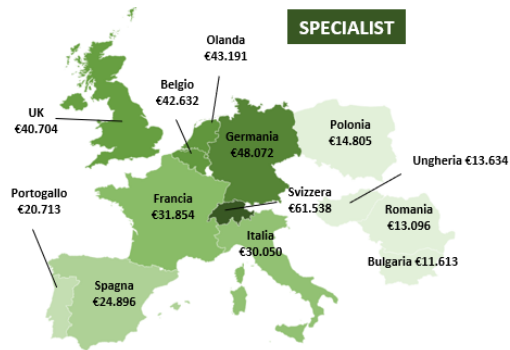 SPECIALIST
Olanda
€43.191
Belgio
€42.632
UK
€40.704
Germania
€48.072
Polonia
€14.805
Ungheria €13.634
Portogallo
€20.713
Francia
€31.854
Svizzera
€61.538
Romania
€13.096
Italia
€30.050
Bulgaria €11.613
Spagna
€24.896